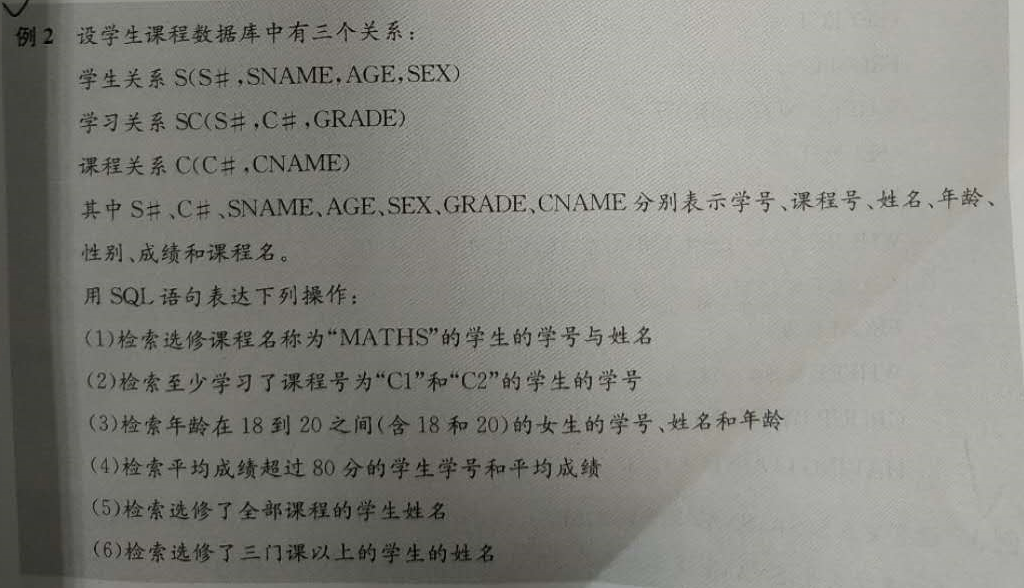 例2 设学生课程数据库中有三个关系：
学生关系 S(S#,SNAME,AGE,SEX)
学习关系 SC(S#,C#,GRADE)
课程关系 C(C#,CNAME)
其中 S#、C#、SNAME、AGE、SEX、GRADE、CNAME 分别表示学号、课程号、姓名、年龄、
性别、成绩和课程名。
用 SQL 语句表达下列操作：
(1)检索选修课程名称为“MATHS”的学生的学号与姓名
(2)检索至少学习了课程号为“C1”和“C2”的学生的学号
(3)检索年龄在 18 到 20 之间(含 18 和 20)的女生的学号、姓名和年龄
(4)检索平均成绩超过 80 分的学生学号和平均成绩
(5)检索选修了全部课程的学生姓名
(6)检索选修了三门课以上的学生的姓名